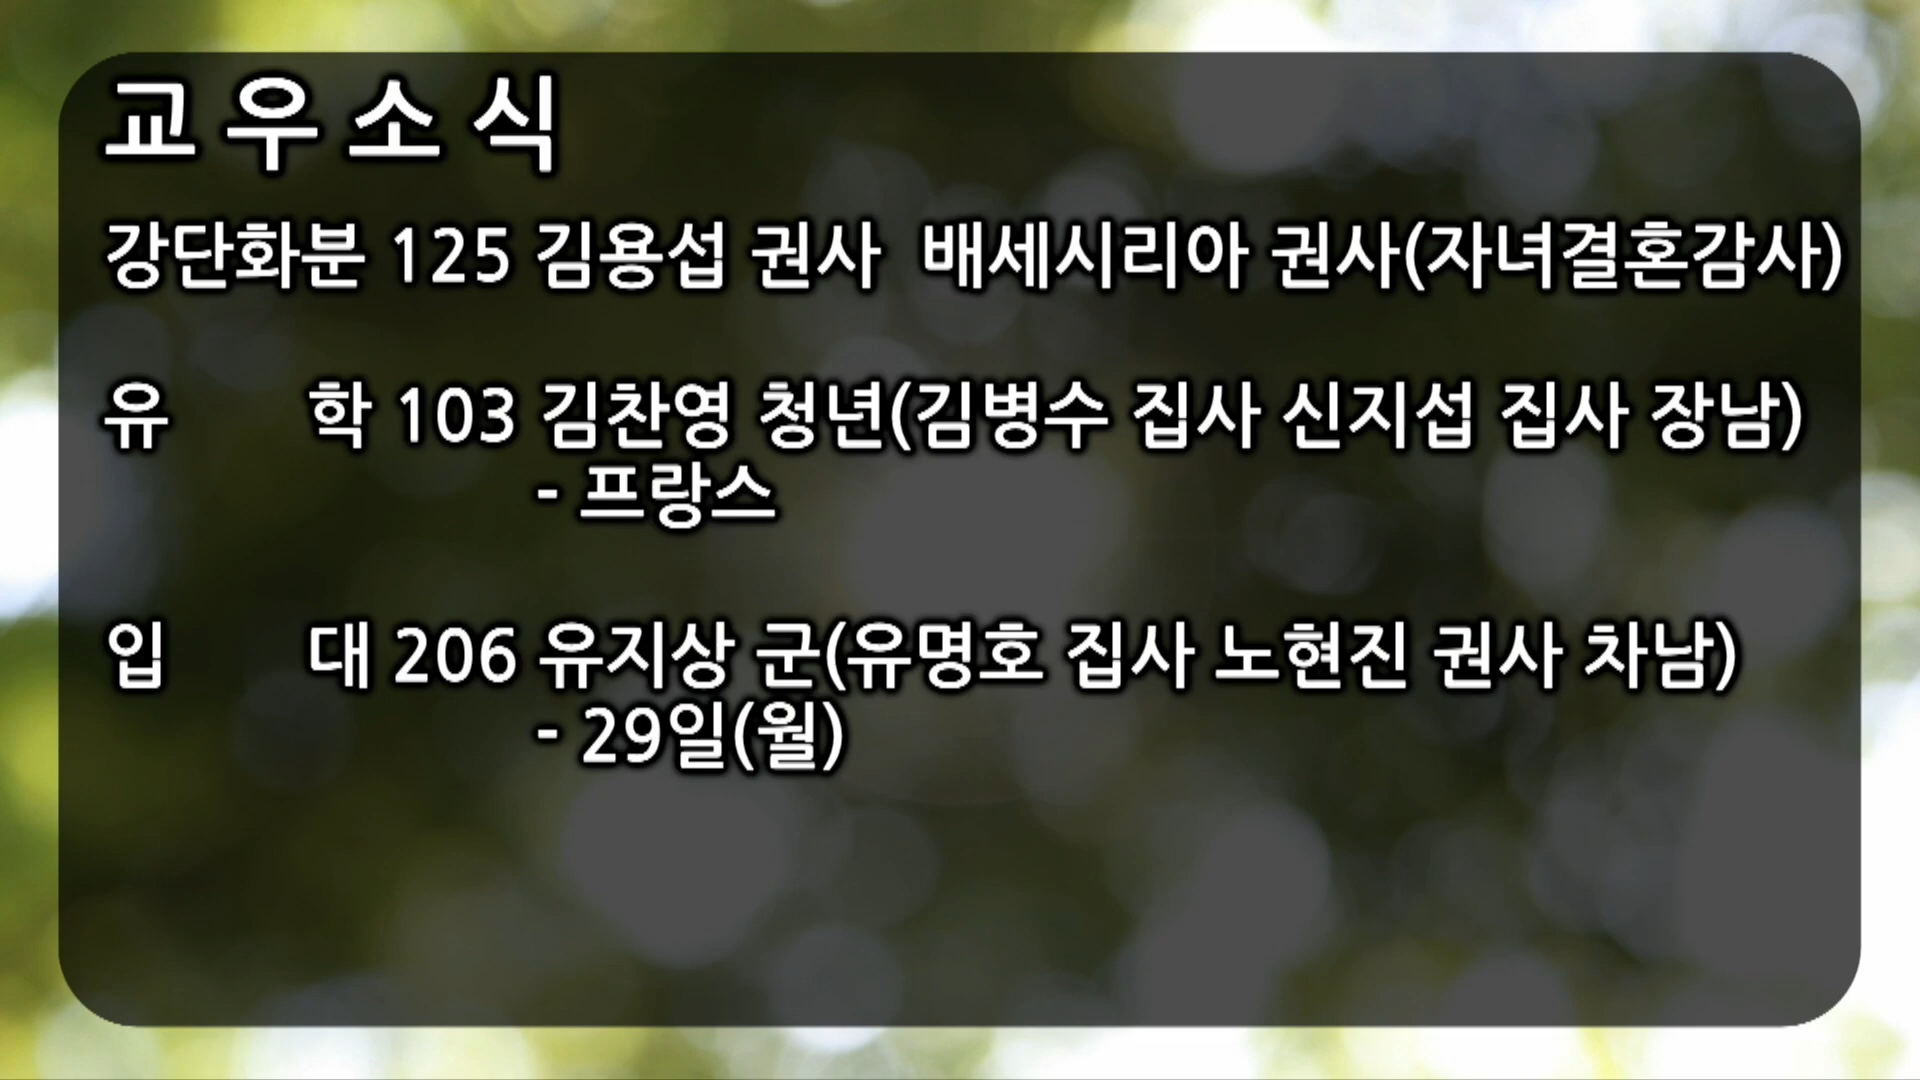 교우소식
강단화분 125 김용섭 권사 배세시리아 권사(자녀결혼감사)
유 학 103 김찬영 청년(김병수 집사 신지섭 집사 장남)
- 프랑스
입 대 206 유지상 군(유명호 집사 노현진 권사 차남)
- 29일(월)